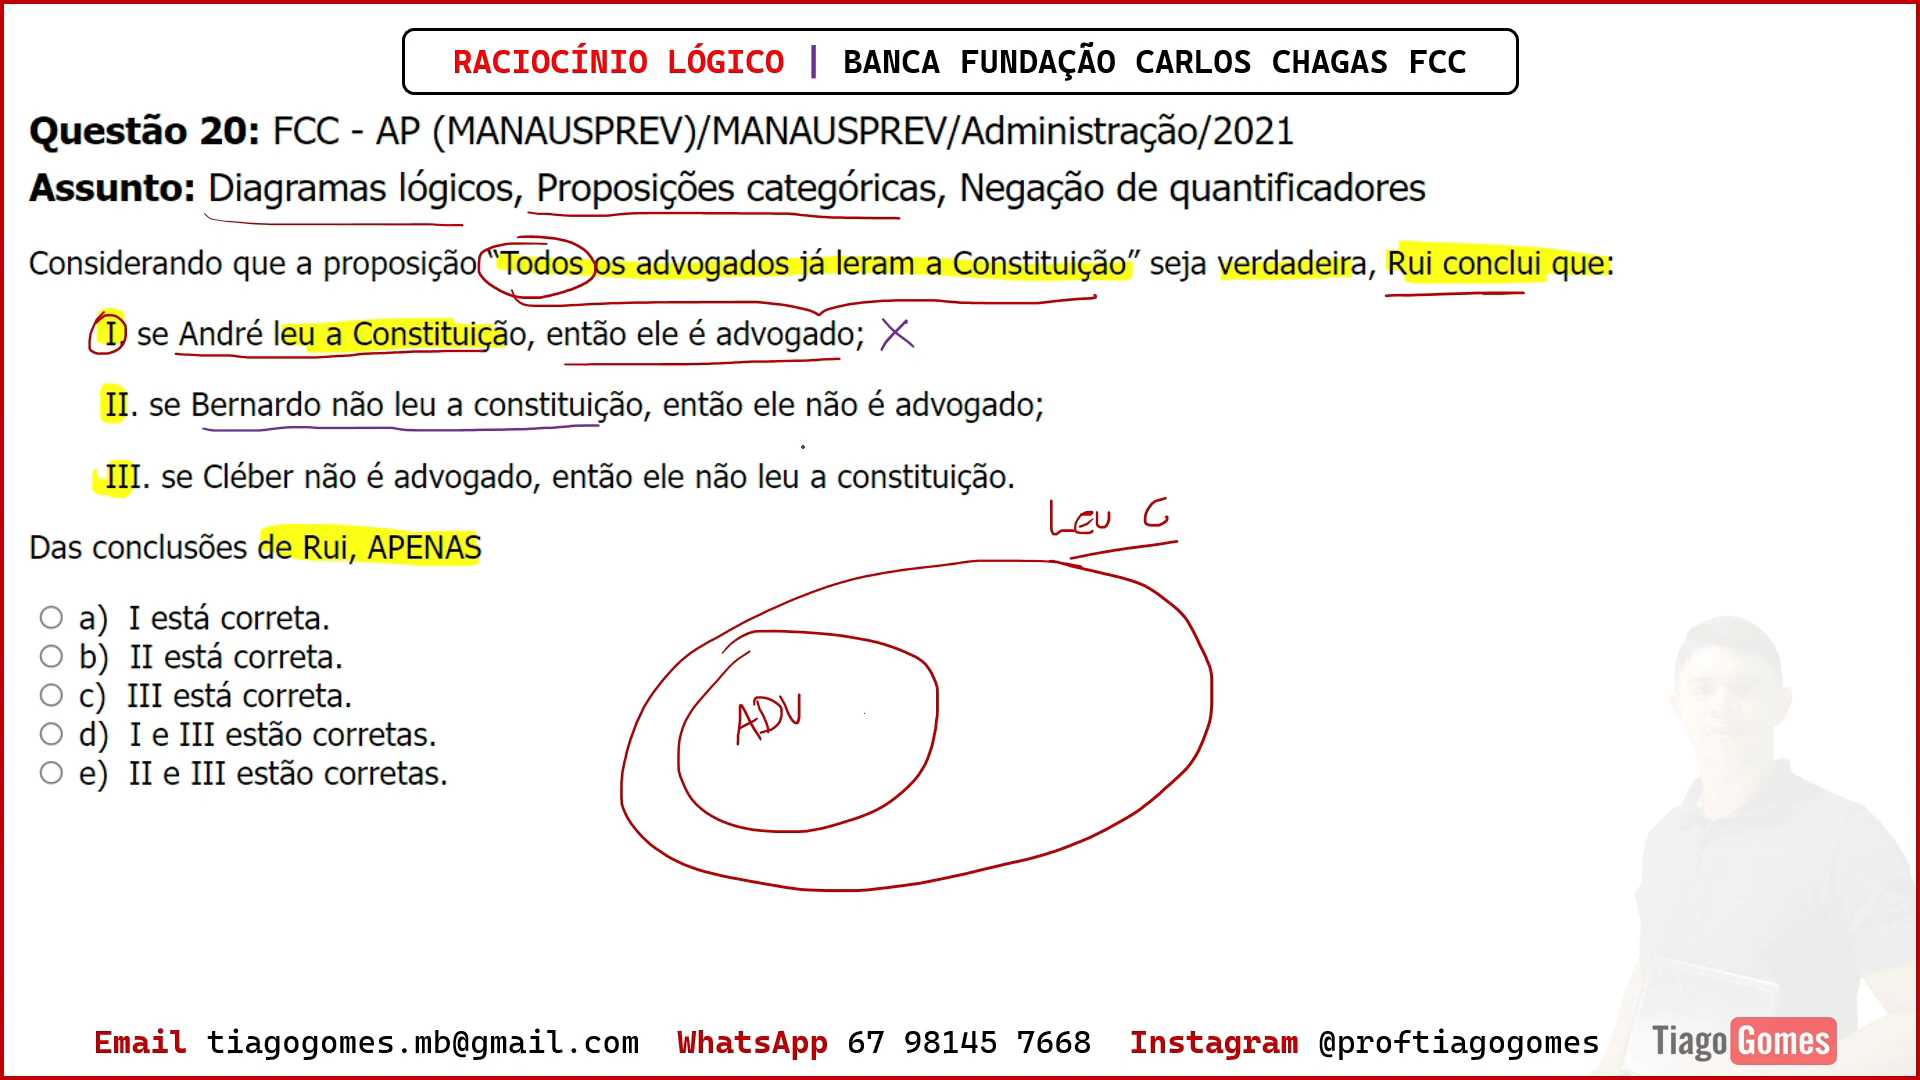 RACIOCÍNIO LÓGICO | BANCA FUNDAÇÃO CARLOS CHAGAS FCC
Questão 20: FCC - AP (MANAUSPREV)/MANAUSPREV/Administração/2021
Assunto: Diagramas lógicos, Proposições categóricas, Negação de quantificadores
Considerando que a proposição “Todos os advogados já leram a Constituição” seja verdadeira, Rui conclui que:
I. se André leu a Constituição, então ele é advogado; X
II. se Bernardo não leu a constituição, então ele não é advogado;
III. se Cléber não é advogado, então ele não leu a constituição.
Leu C
Das conclusões de Rui, APENAS
a) I está correta.
b) II está correta.
c) III está correta.
d) I e III estão corretas.
e) II e III estão corretas.
ADV
Email tiagogomes.mb@gmail.com WhatsApp 67 98145 7668 Instagram @proftiagogomes Tiago Gomes